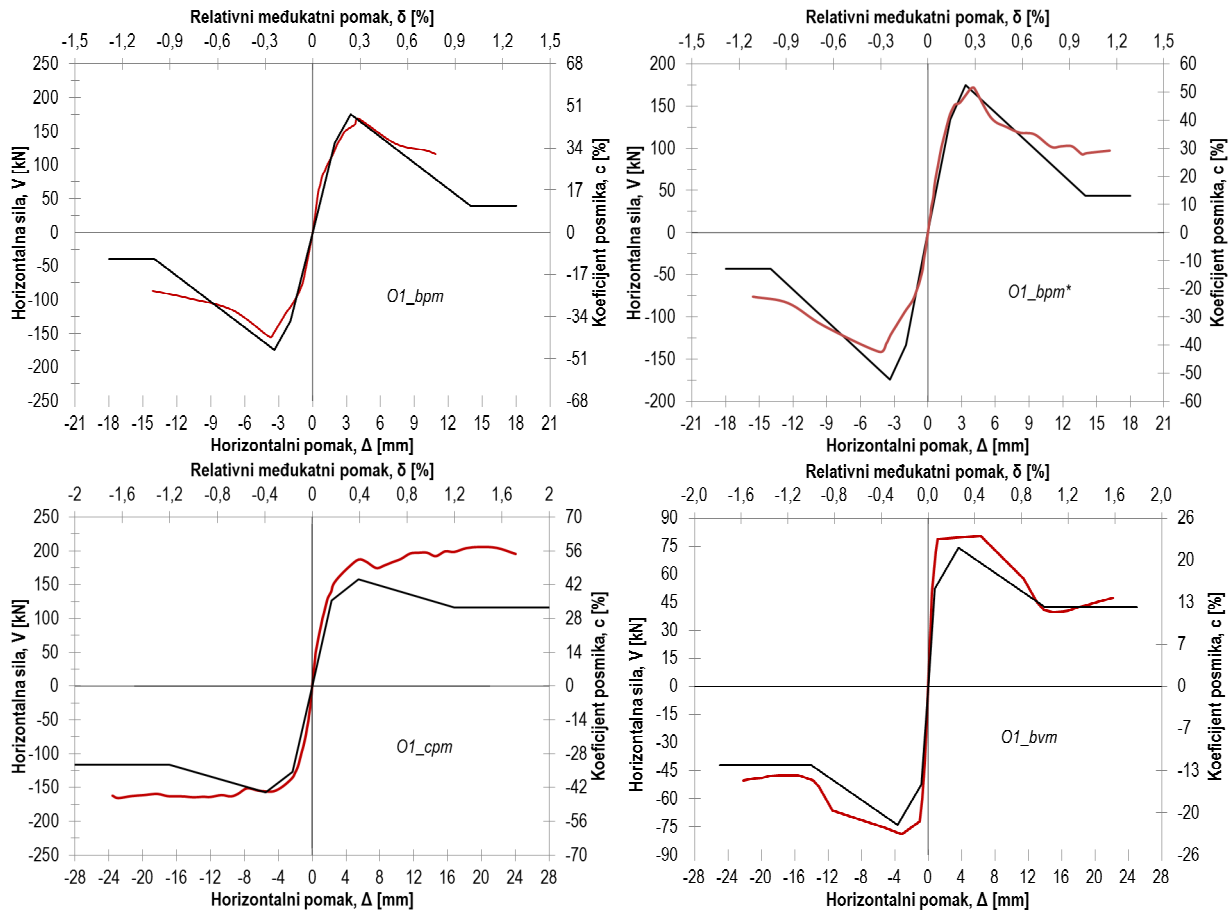 Relativni međukatni pomak, δ [%]
-1,5 -1,2 -0,9 -0,6 -0,3 0 0,3 0,6 0,9 1,2 1,5
250 200 150 100 50 0 -50 -100 -150 -200 -250
Horizontalna sila, V [kN]
68 51 34 17 0 -17 -34 -51 -68
Koeficijent posmika, c [%]
O1_bpm
-21 -18 -15 -12 -9 -6 -3 0 3 6 9 12 15 18 21
Horizontalni pomak, Δ [mm]
Relativni međukatni pomak, δ [%]
-1,5 -1,2 -0,9 -0,6 -0,3 0 0,3 0,6 0,9 1,2 1,5
200 150 100 50 0 -50 -100 -150 -200
Horizontalna sila, V [kN]
60 50 40 30 20 10 0 -10 -20 -30 -40 -50 -60
Koeficijent posmika, c [%]
O1_bpm*
-21 -18 -15 -12 -9 -6 -3 0 3 6 9 12 15 18 21
Horizontalni pomak, Δ [mm]
Relativni međukatni pomak, δ [%]
-2 -1,6 -1,2 -0,8 -0,4 0 0,4 0,8 1,2 1,6 2
250 200 150 100 50 0 -50 -100 -150 -200 -250
Horizontalna sila, V [kN]
70 56 42 28 14 0 -14 -28 -42 -56 -70
Koeficijent posmika, c [%]
O1_cpm
-28 -24 -20 -16 -12 -8 -4 0 4 8 12 16 20 24 28
Horizontalni pomak, Δ [mm]
Relativni međukatni pomak, δ [%]
-2,0 -1,6 -1,2 -0,8 -0,4 0,0 0,4 0,8 1,2 1,6 2,0
90 75 60 45 30 15 0 -15 -30 -45 -60 -75 -90
Horizontalna sila, V [kN]
26 20 13 7 0 -7 -13 -20 -26
Koeficijent posmika, c [%]
O1_bvm
-28 -24 -20 -16 -12 -8 -4 0 4 8 12 16 20 24 28
Horizontalni pomak, Δ [mm]